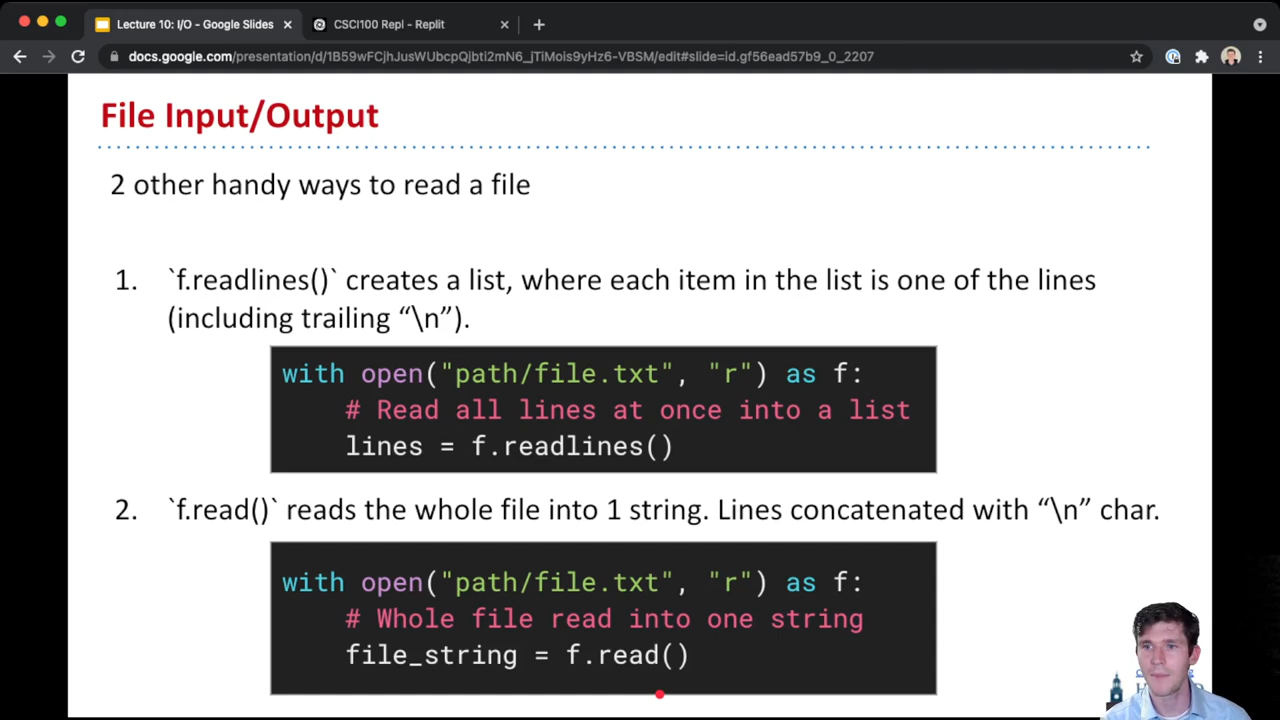 Lecture 10: I/O - Google Slides
CSCI100 Repl - Replit
docs.google.com/presentation/d/1B59wFCjhJusWUbcpQjbti2mN6_jTiMois9yHz6-VBSM/edit#slide=id.gf56ead57b9_0_2207
File Input/Output
2 other handy ways to read a file
1. `f.readlines()` creates a list, where each item in the list is one of the lines
(including trailing “\n”).
with open("path/file.txt", "r") as f:
# Read all lines at once into a list
lines = f.readlines()
2. `f.read()` reads the whole file into 1 string. Lines concatenated with “\n” char.
with open("path/file.txt", "r") as f:
# Whole file read into one string
file_string = f.read()